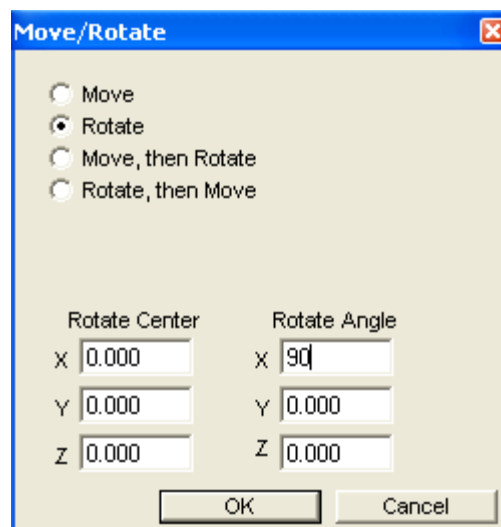 Move/Rotate
Move
Rotate
Move, then Rotate
Rotate, then Move
Rotate Center Rotate Angle
X 0.000 X 90
Y 0.000 Y 0.000
Z 0.000 Z 0.000
OK Cancel